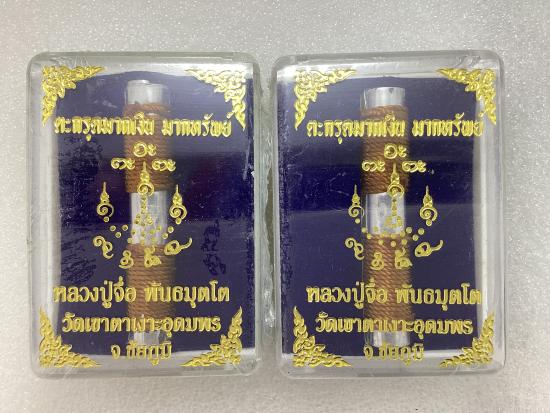 ตะกรุดมากเงิน มากทรัพย์
หลวงปู่จื่อ พันธมุตโต
วัดเขาตาเงาะอุดมพร
จ.ชัยภูมิ
ตะกรุดมากเงิน มากทรัพย์
หลวงปู่จื่อ พันธมุตโต
วัดเขาตาเงาะอุดมพร
จ.ชัยภูมิ